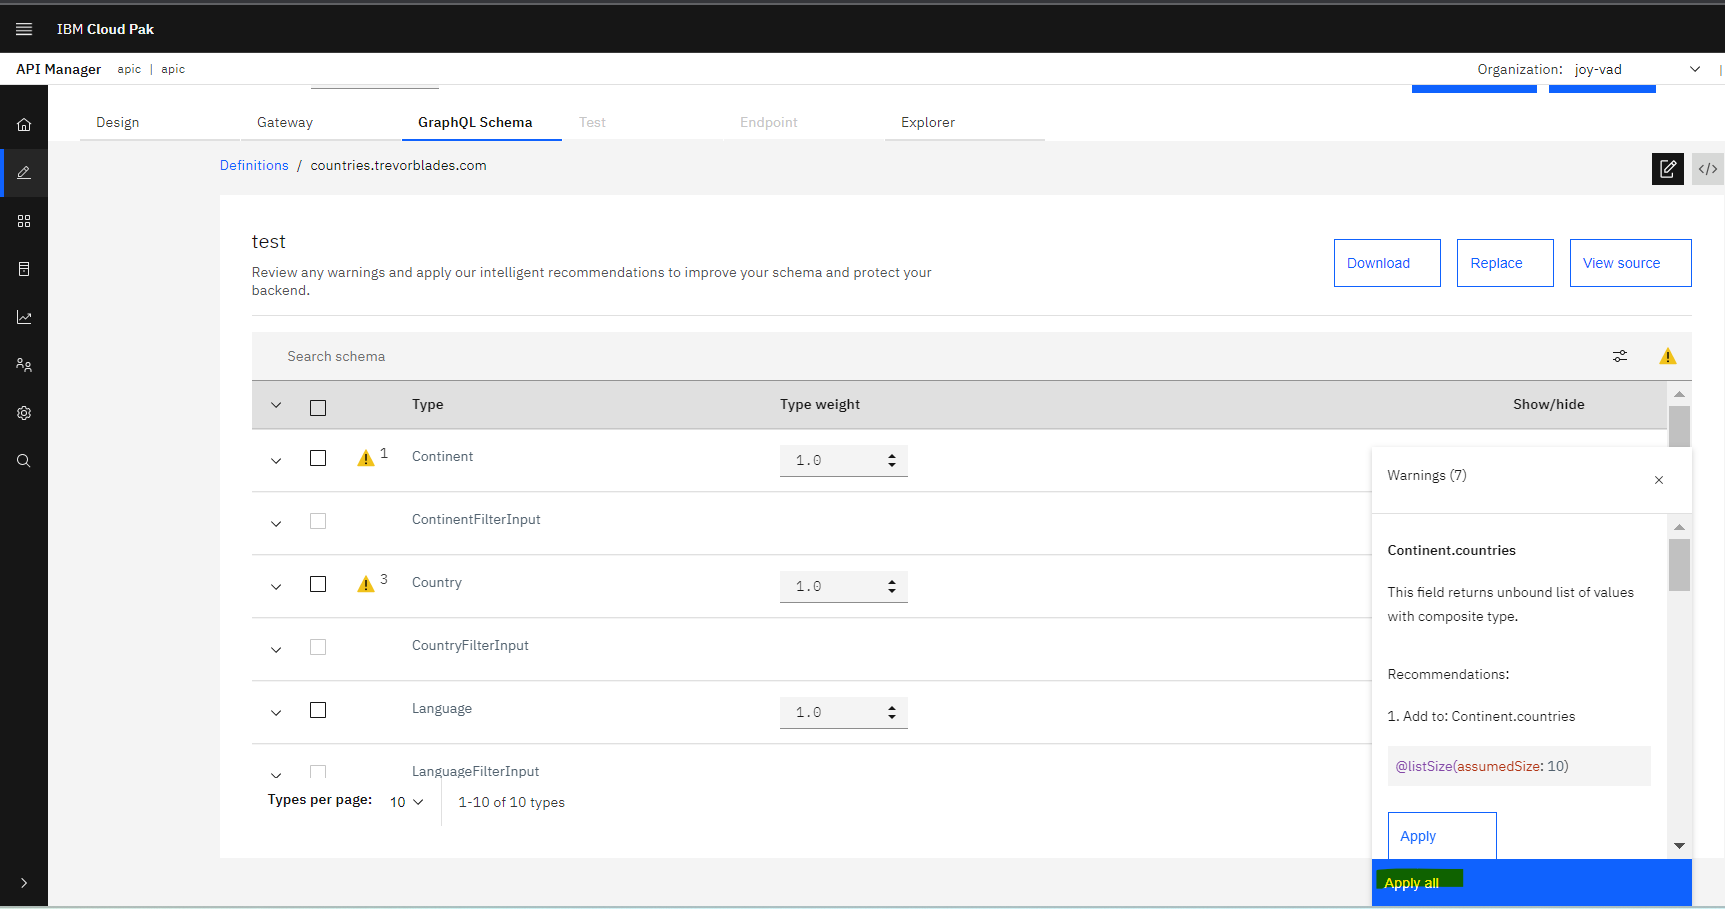 IBM Cloud Pak
API Manager apic | apic Organization: joy-vad
Design Gateway GraphQL Schema Test Endpoint Explorer
Definitions / countries.trevorblades.com </>
test
Review any warnings and apply our intelligent recommendations to improve your schema and protect your
backend.
Download Replace View source
Search schema
Type Type weight Show/hide
1 Continent 1.0
ContinentFilterInput
3 Country 1.0
CountryFilterInput
Language 1.0
LanguageFilterInput
Types per page: 10 1-10 of 10 types
Warnings (7)
Continent.countries
This field returns unbound list of values
with composite type.
Recommendations:
1. Add to: Continent.countries
@listSize(assumedSize: 10)
Apply
Apply all